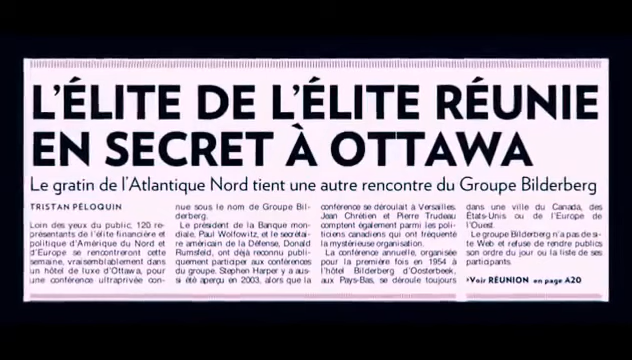 L'ÉLITE DE L'ÉLITE RÉUNIE
EN SECRET À OTTAWA
Le gratin de l'Atlantique Nord tient une autre rencontre du Groupe Bilderberg
TRISTAN PÉLOQUIN
Loin des yeux du public, 120 re-
présentants de l'élite financière et
politique d'Amérique du Nord et
d'Europe se rencontreront cette
semaine, vraisemblablement dans
un hôtel de luxe d'Ottawa, pour
une conférence ultraprivée con-
nue sous le nom de Groupe Bil-
derberg.
Le président de la Banque mon-
diale, Paul Wolfowitz, et le secrétai-
re américain de la Défense, Donald
Rumsfeld, ont déjà reconnu publi-
quement participer aux conférences
du groupe. Stephen Harper y a aus-
si été aperçu en 2003, alors que la
conférence se déroulait à Versailles.
Jean Chrétien et Pierre Trudeau
comptent également parmi les poli-
ticiens canadiens qui ont fréquenté
la mystérieuse organisation.
La conférence annuelle, organisée
pour la première fois en 1954 à
l'hôtel Bilderberg d'Oosterbeek,
aux Pays-Bas, se déroule toujours
dans une ville du Canada, des
États-Unis ou de l'Europe de
l'Ouest.
Le groupe Bilderberg n'a pas de si-
te Web et refuse de rendre publics
son ordre du jour ou la liste de ses
participants.
>Voir RÉUNION en page A20